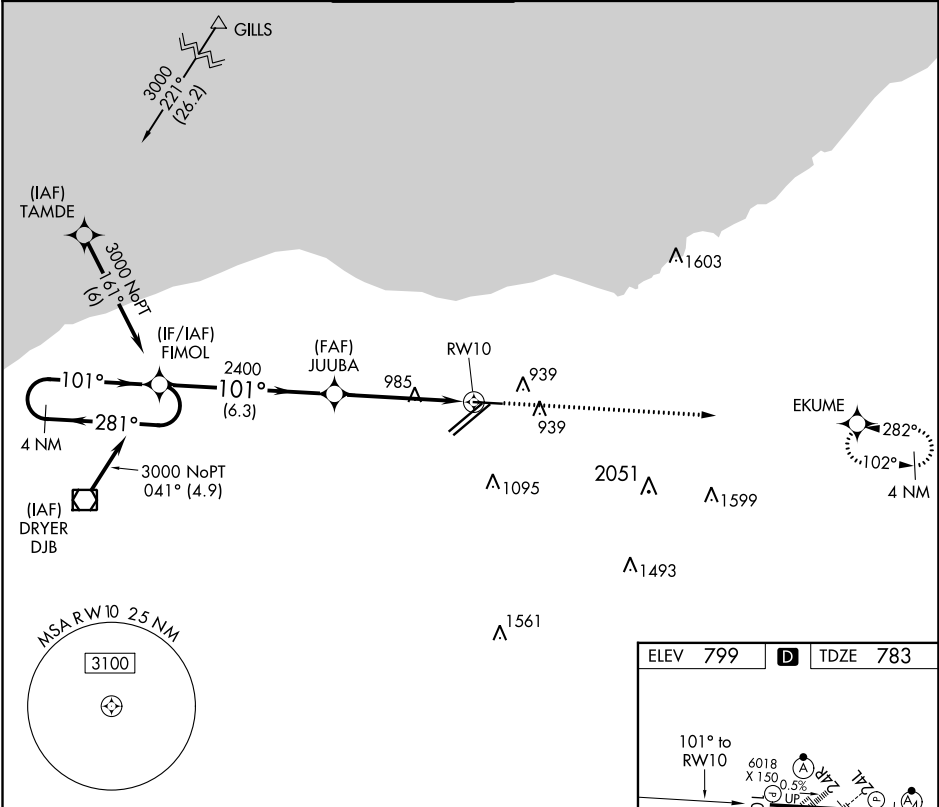 GILLS
3000
221°
(26.2)
(IAF)
TAMDE
3000 NoPT
161°
(6)
1603
(IF/IAF)
FIMOL
(FAF)
JUUBA
RW10
2400
101°
101°
(6.3)
985
939
939
EKUME
281°
282°
102°
4 NM
4 NM
3000 NoPT
041° (4.9)
(IAF)
DRYER
DJB
1095
2051
1599
1493
1561
MSA RW10 25 NM
3100
ELEV 799 D TDZE 783
101° to
RW10
6018
X 150
0.5%
UP
A
24R
24L
P
P